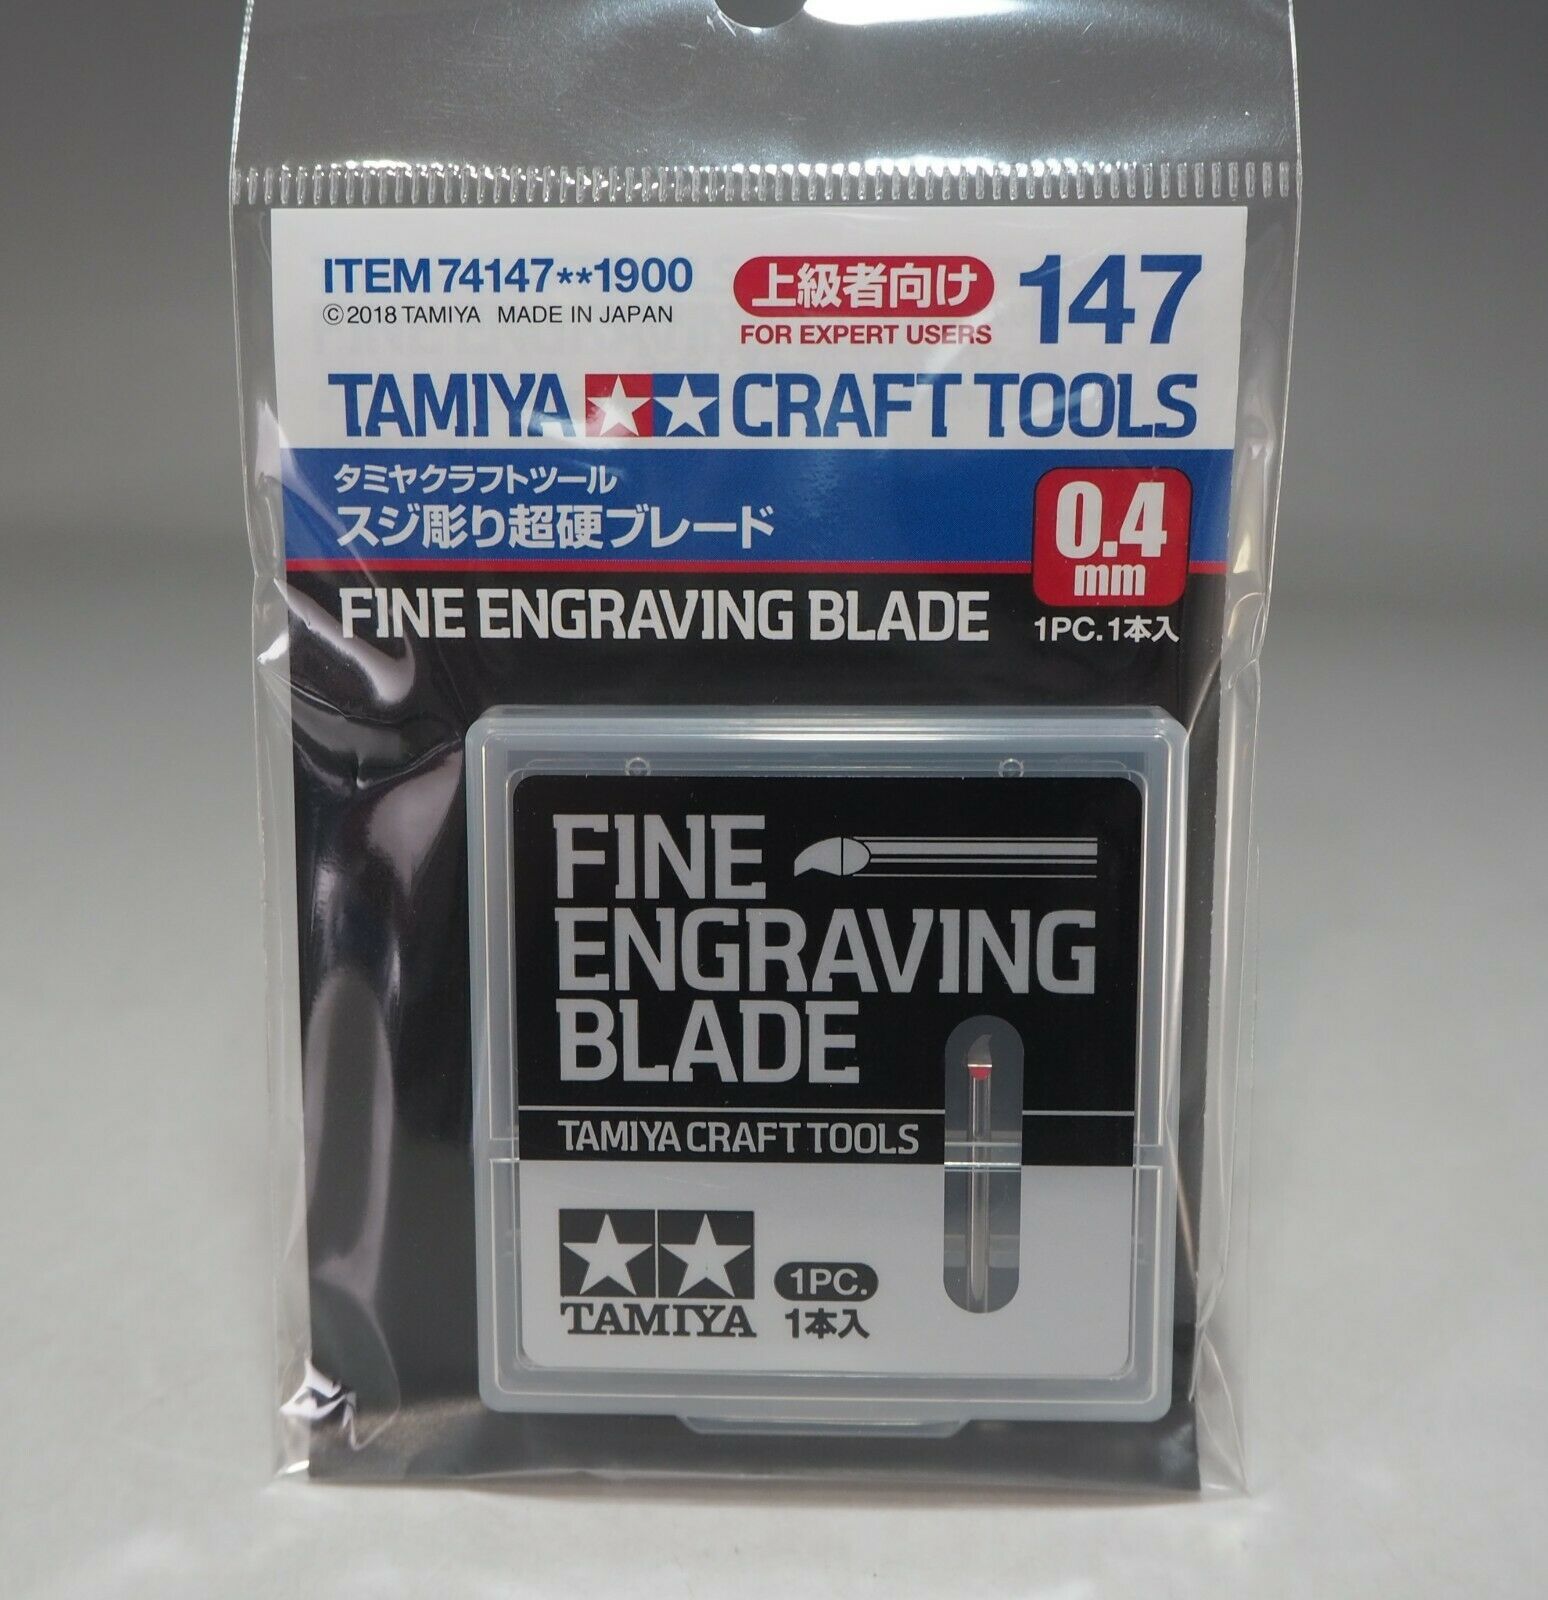 ITEM 74147**1900
©2018 TAMIYA MADE IN JAPAN
上級者向け
FOR EXPERT USERS
147
TAMIYA CRAFT TOOLS
タミヤクラフトツール
スジ彫り超硬ブレード
0.4
mm
FINE ENGRAVING BLADE
1PC.1本入
FINE
ENGRAVING
BLADE
TAMIYA CRAFT TOOLS
TAMIYA
1PC.
1本入